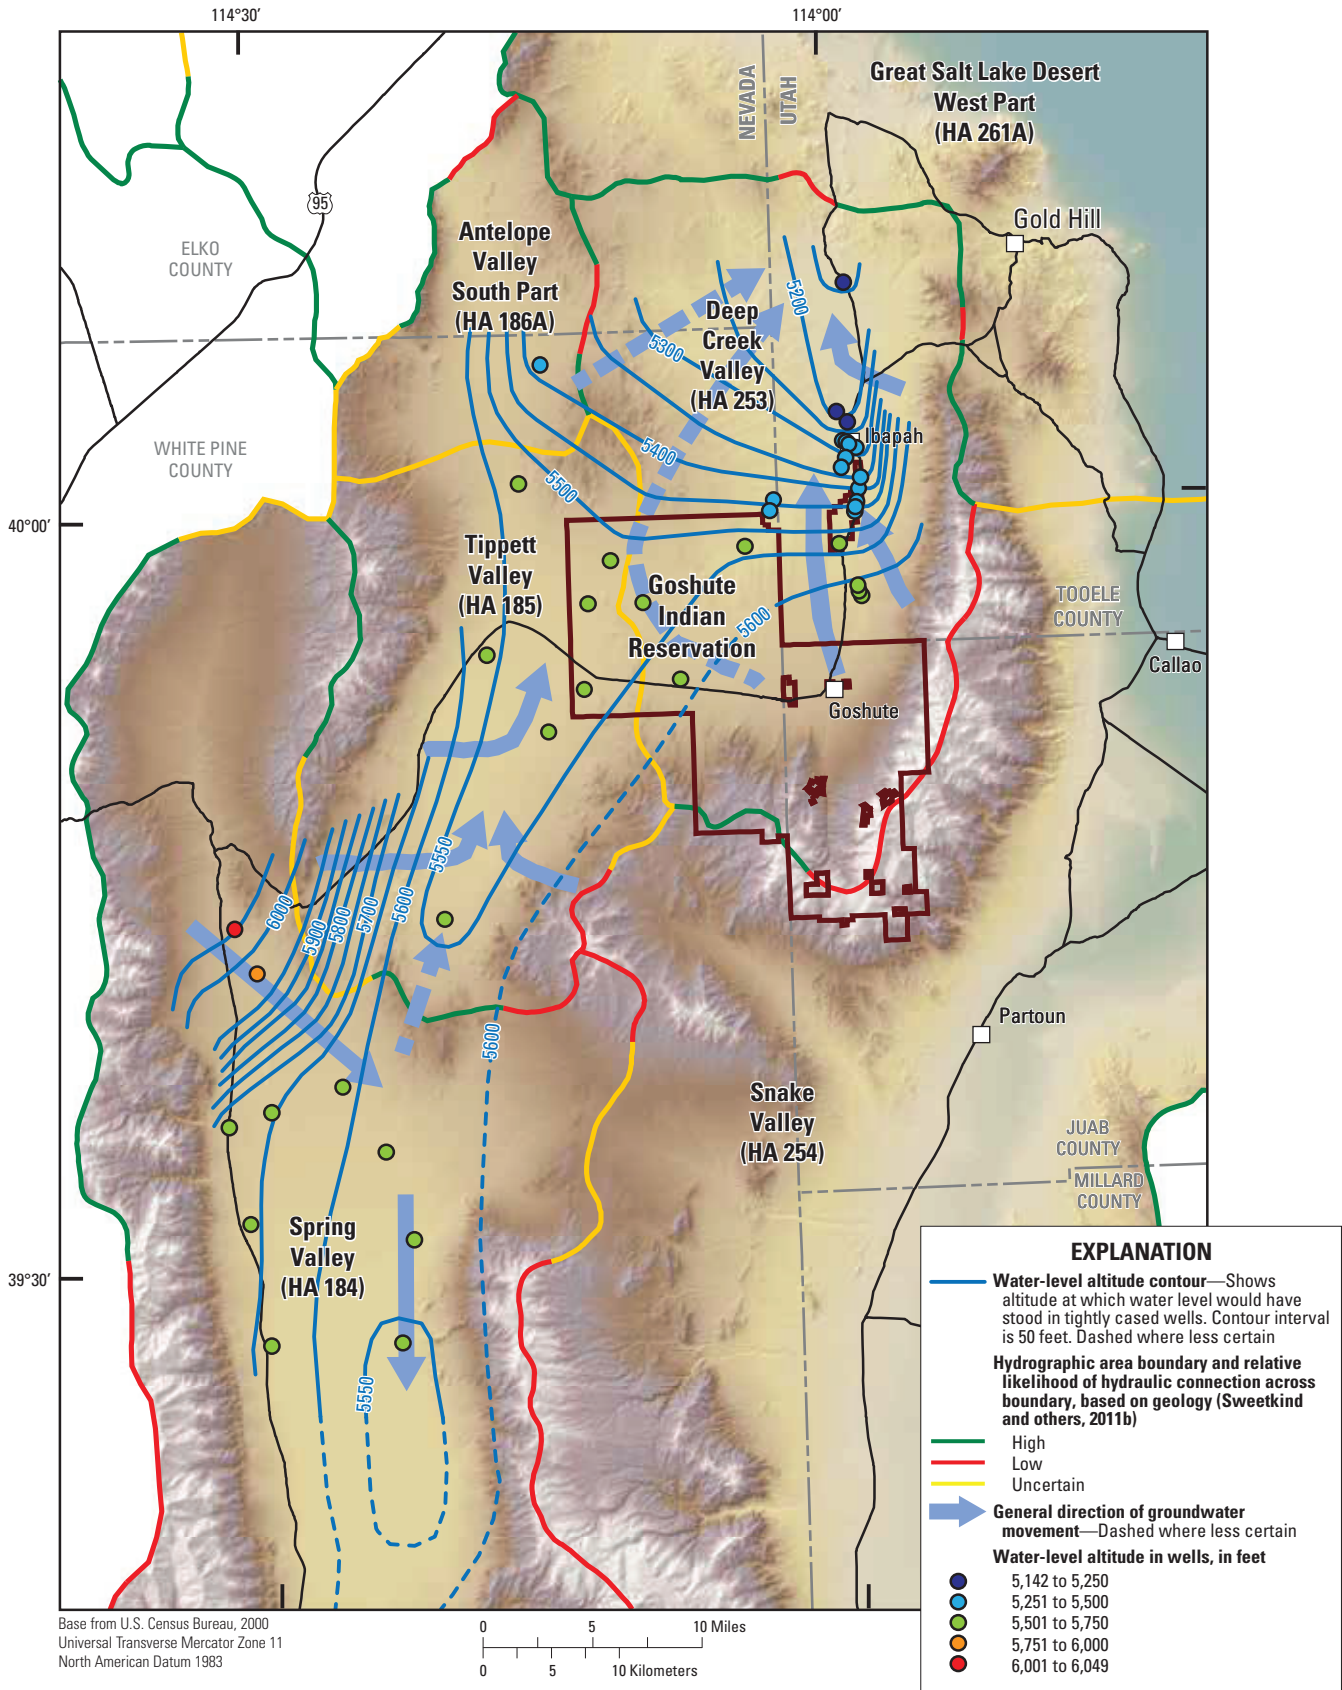 114°30'
114°00'
NEVADA
UTAH
Great Salt Lake Desert
West Part
(HA 261A)
95
Gold Hill
ELKO
COUNTY
Antelope
Valley
South Part
(HA 186A)
5200
Deep
Creek
Valley
(HA 253)
5300
WHITE PINE
COUNTY
Ibapah
5400
5500
40°00'
Tippett
Valley
(HA 185)
Goshute
Indian
Reservation
5600
TOOELE
COUNTY
Callao
Goshute
5550
5600
5700
5800
5900
6000
Partoun
5600
Snake
Valley
(HA 254)
JUAB
COUNTY
MILLARD
COUNTY
Spring
Valley
(HA 184)
39°30'
5550
EXPLANATION
Water-level altitude contour—Shows
altitude at which water level would have
stood in tightly cased wells. Contour interval
is 50 feet. Dashed where less certain
Hydrographic area boundary and relative
likelihood of hydraulic connection across
boundary, based on geology (Sweetkind
and others, 2011b)
High
Low
Uncertain
General direction of groundwater
movement—Dashed where less certain
Water-level altitude in wells, in feet
5,142 to 5,250
5,251 to 5,500
5,501 to 5,750
5,751 to 6,000
6,001 to 6,049
Base from U.S. Census Bureau, 2000
Universal Transverse Mercator Zone 11
North American Datum 1983
0 5 10 Miles
0 5 10 Kilometers